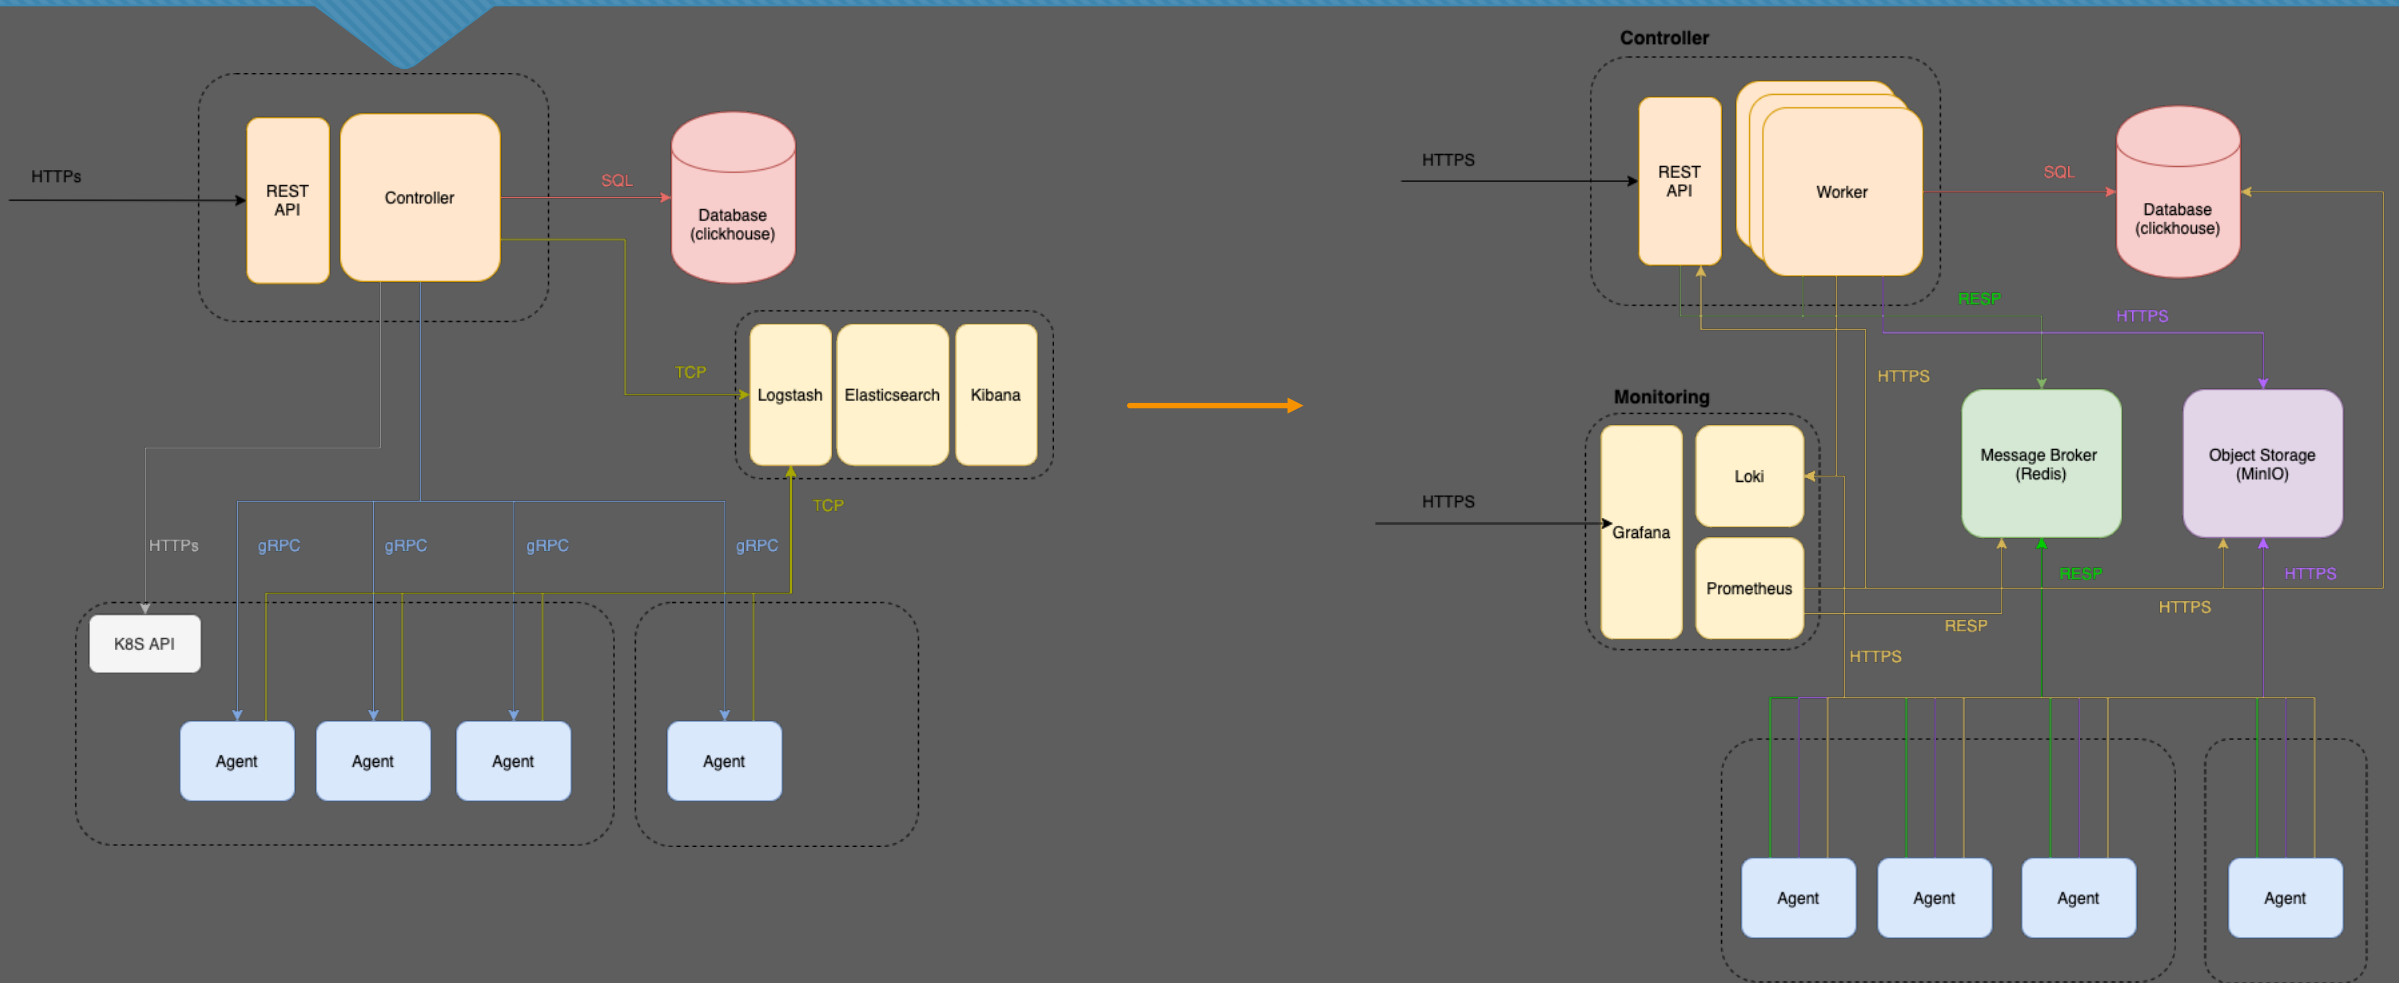 HTTPs
REST
API
Controller
SQL
Database
(clickhouse)
TCP
Logstash
Elasticsearch
Kibana
TCP
HTTPs
gRPC
gRPC
gRPC
gRPC
K8S API
Agent
Agent
Agent
Agent
Controller
HTTPS
REST
API
Worker
SQL
Database
(clickhouse)
RESP
HTTPS
HTTPS
Monitoring
HTTPS
Grafana
Loki
Prometheus
Message Broker
(Redis)
Object Storage
(MinIO)
RESP
HTTPS
HTTPS
RESP
HTTPS
Agent
Agent
Agent
Agent